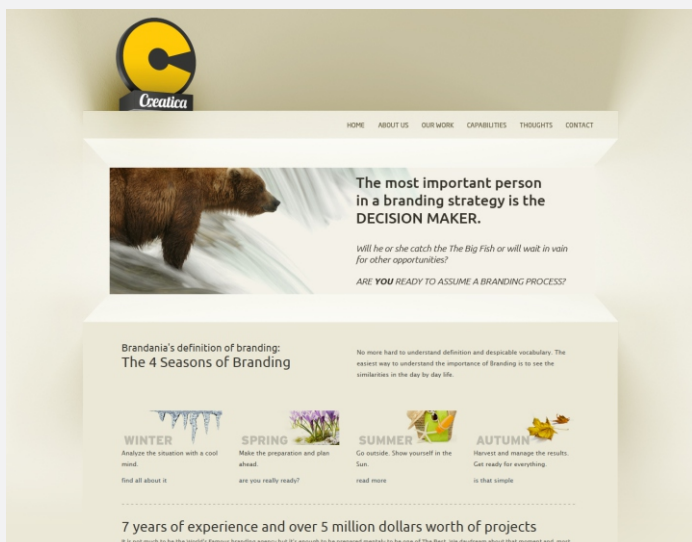 Creatica
HOME ABOUT US OUR WORK CAPABILITIES THOUGHTS CONTACT
The most important person
in a branding strategy is the
DECISION MAKER.
Will he or she catch the The Big Fish or will wait in vain
for other opportunities?
ARE YOU READY TO ASSUME A BRANDING PROCESS?
Brandania's definition of branding:
The 4 Seasons of Branding
No more hard to understand definition and despicable vocabulary. The
easiest way to understand the importance of Branding is to see the
similarities in the day by day life.
WINTER
Analyze the situation with a cool
mind.
find all about it
SPRING
Make the preparation and plan
ahead.
are you really ready?
SUMMER
Go outside. Show yourself in the
Sun.
read more
AUTUMN
Harvest and manage the results.
Get ready for everything.
is that simple
7 years of experience and over 5 million dollars worth of projects